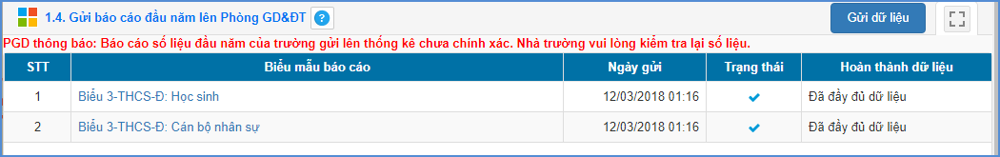 1.4. Gửi báo cáo đầu năm lên Phòng GD&ĐT ? Gửi dữ liệu
PGD thông báo: Báo cáo số liệu đầu năm của trường gửi lên thống kê chưa chính xác. Nhà trường vui lòng kiểm tra lại số liệu.
STT Biểu mẫu báo cáo Ngày gửi Trạng thái Hoàn thành dữ liệu
1 Biểu 3-THCS-Đ: Học sinh 12/03/2018 01:16 Đã đầy đủ dữ liệu
2 Biểu 3-THCS-Đ: Cán bộ nhân sự 12/03/2018 01:16 Đã đầy đủ dữ liệu